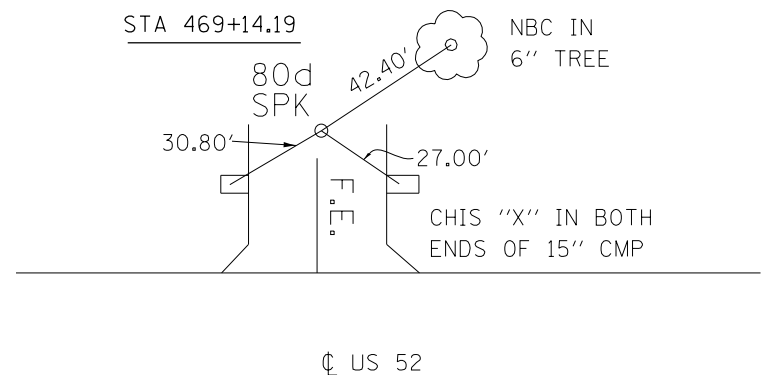 STA 469+14.19
NBC IN
6'' TREE
42.40'
80d
SPK
30.80'
27.00'
F.E.
CHIS ''X'' IN BOTH
ENDS OF 15'' CMP
℄ US 52